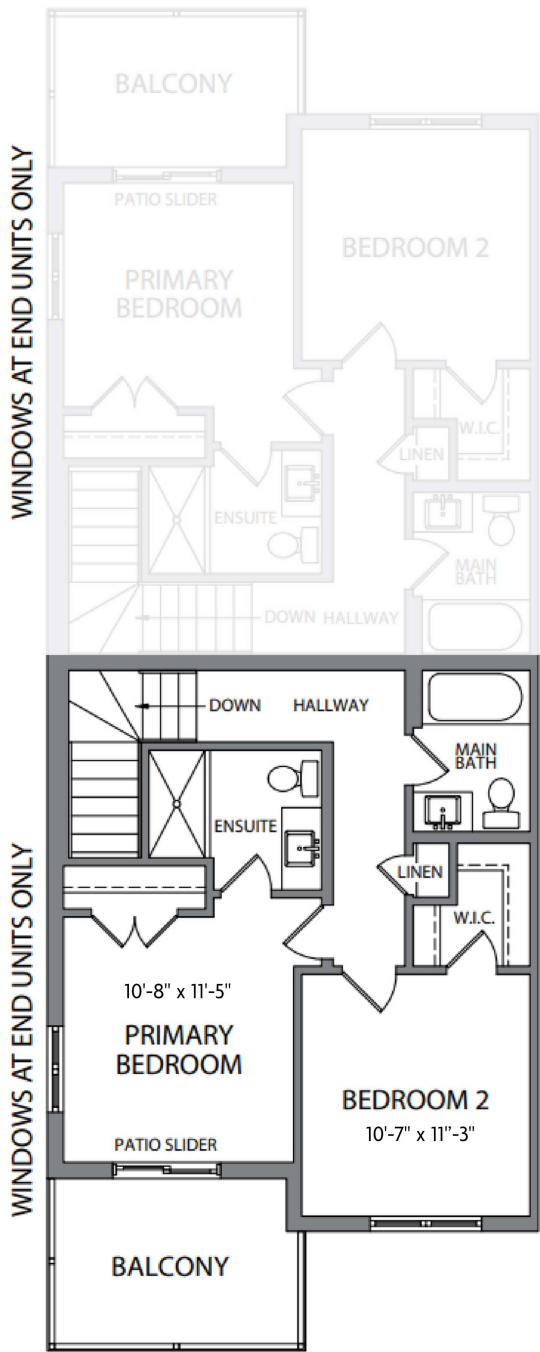 BALCONY
WINDOWS AT END UNITS ONLY
PATIO SLIDER
BEDROOM 2
PRIMARY
BEDROOM
W.I.C.
LINEN
ENSUITE
MAIN
BATH
DOWN
HALLWAY
DOWN
HALLWAY
MAIN
BATH
ENSUITE
LINEN
W.I.C.
WINDOWS AT END UNITS ONLY
10'-8" x 11'-5"
PRIMARY
BEDROOM
BEDROOM 2
10'-7" x 11"-3"
PATIO SLIDER
BALCONY